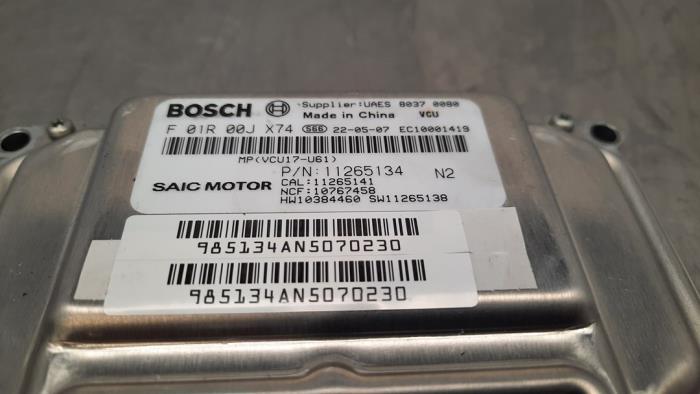 BOSCH Supplier:UAES 8037 0080
Made in China VCU
F 01R 00J X74 S66 22-05-07 EC10001419
MP(VCU17-U61)
P/N:11265134 N2
SAIC MOTOR CAL:11265141
NCF:10767458
HW10384460 SW11265138
985134AN5070230
985134AN5070230